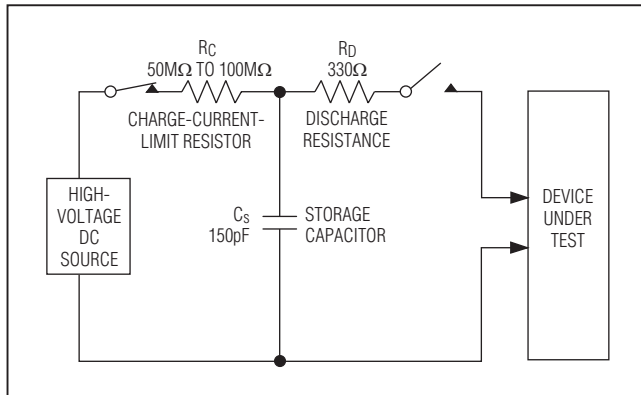 RC
50MΩ TO 100MΩ
CHARGE-CURRENT-
LIMIT RESISTOR
RD
330Ω
DISCHARGE
RESISTANCE
HIGH-
VOLTAGE
DC
SOURCE
CS
150pF
STORAGE
CAPACITOR
DEVICE
UNDER
TEST